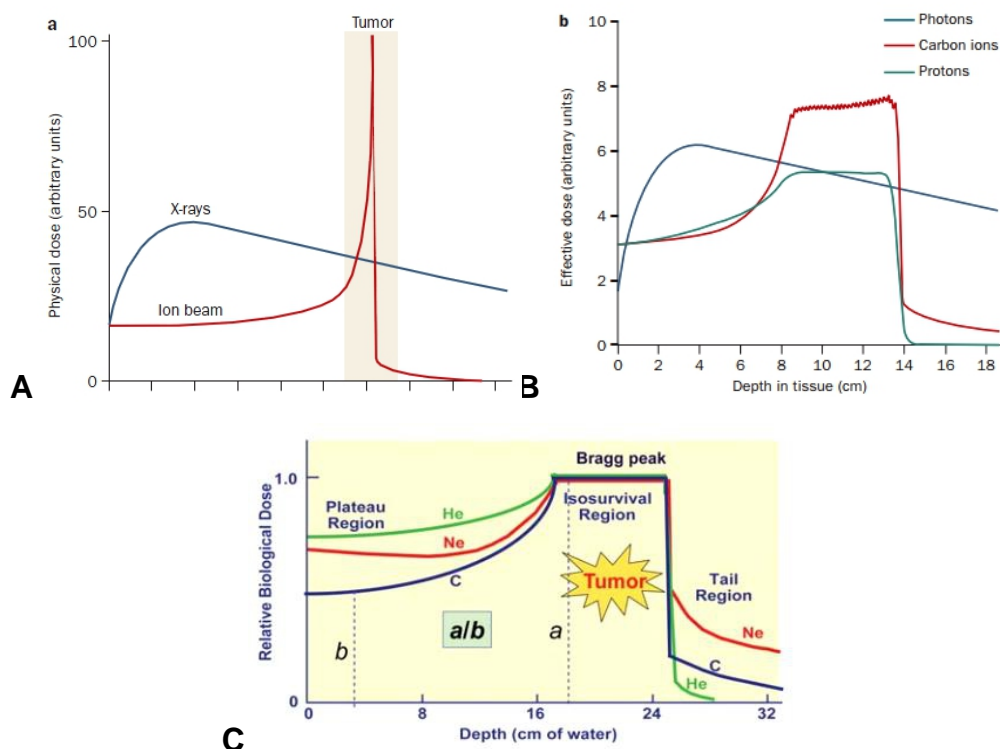 a
Tumor
100
50
0
Physical dose (arbitrary units)
X-rays
Ion beam
A
b
10
8
6
4
2
0
Effective dose (arbitrary units)
Photons
Carbon ions
Protons
0 2 4 6 8 10 12 14 16 18
Depth in tissue (cm)
B
Bragg peak
1.0
0
Relative Biological Dose
Plateau
Region
He
Ne
C
Isosurvival
Region
Tumor
Tail
Region
Ne
C
He
b
a/b
a
0 8 16 24 32
Depth (cm of water)
C